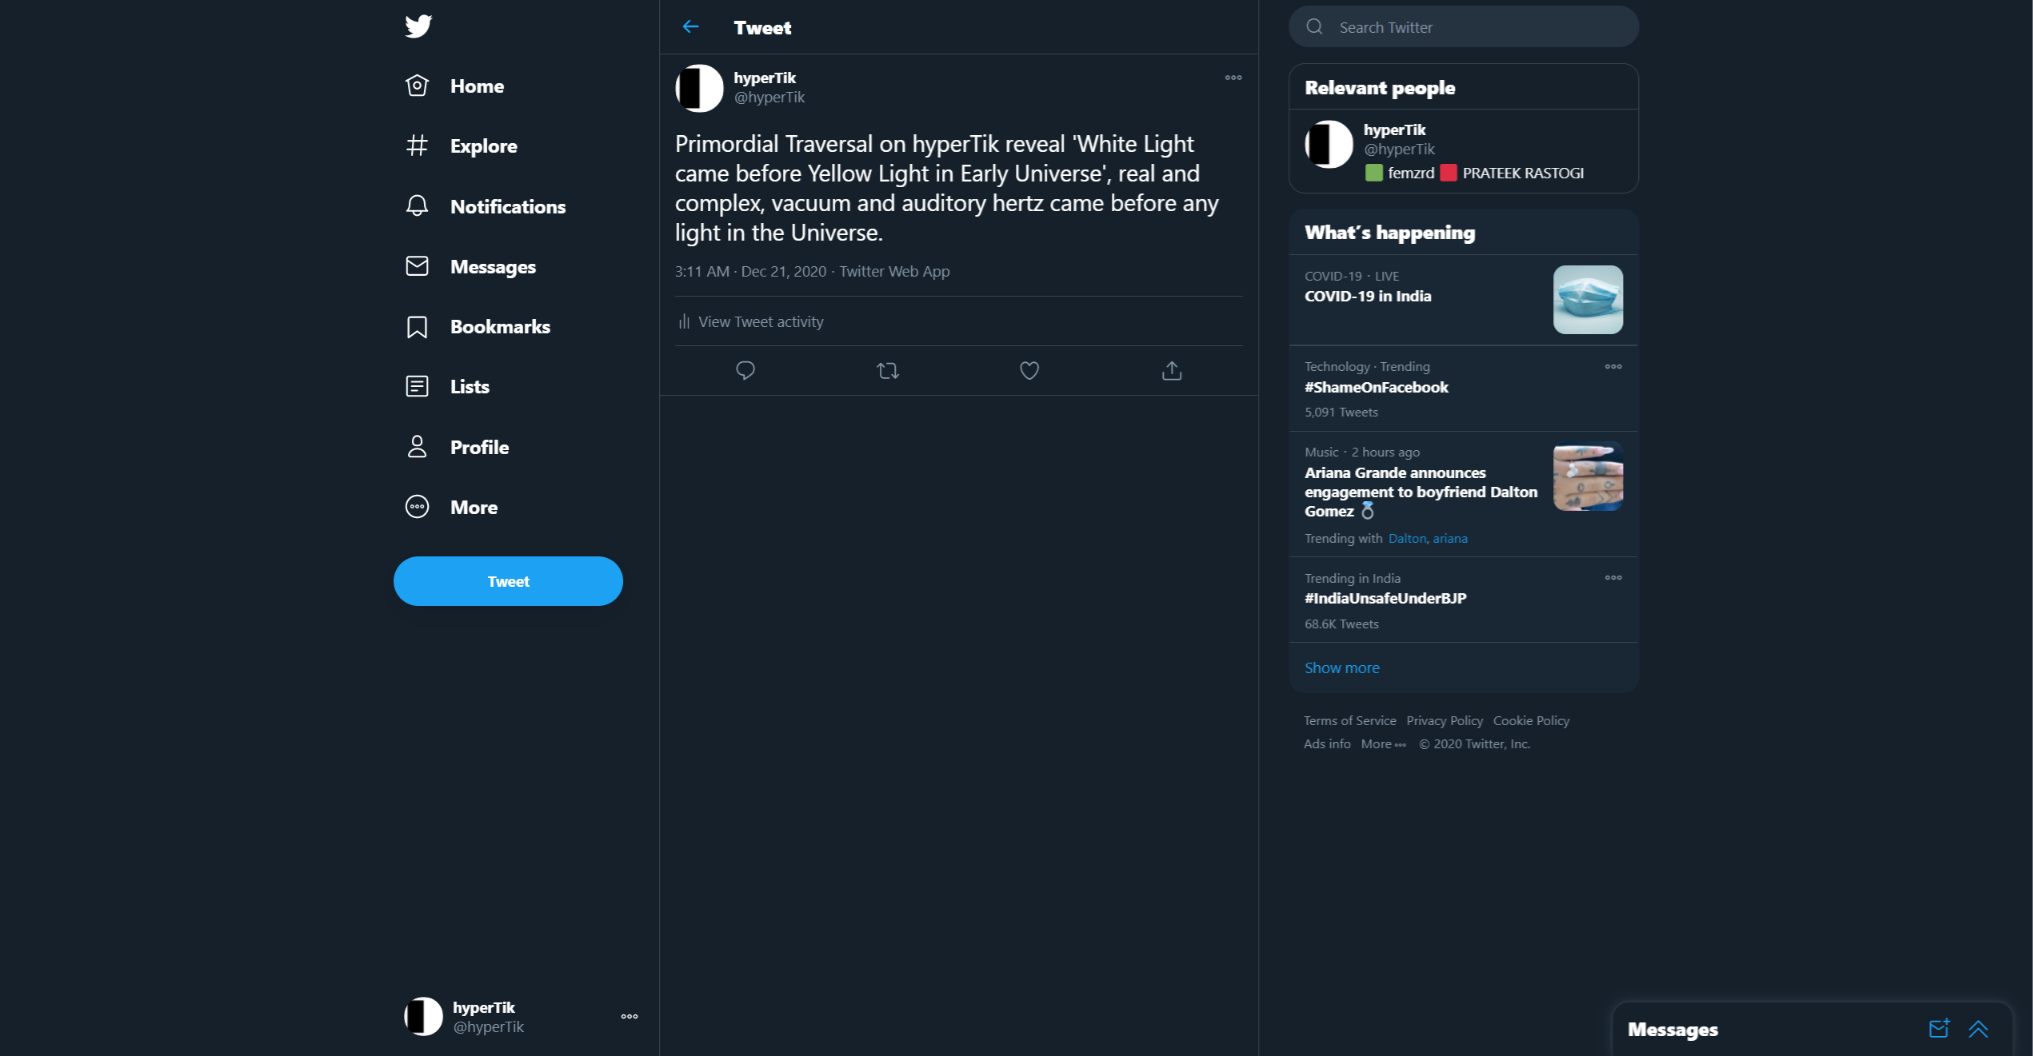 Home
Explore
Notifications
Messages
Bookmarks
Lists
Profile
More
Tweet
hyperTik
@hyperTik
Tweet
hyperTik
@hyperTik
Primordial Traversal on hyperTik reveal 'White Light
came before Yellow Light in Early Universe', real and
complex, vacuum and auditory hertz came before any
light in the Universe.
3:11 AM · Dec 21, 2020 · Twitter Web App
View Tweet activity
Search Twitter
Relevant people
hyperTik
@hyperTik
🟩 femzrd 🟥 PRATEEK RASTOGI
What's happening
COVID-19 · LIVE
COVID-19 in India
Technology · Trending
#ShameOnFacebook
5,091 Tweets
Music · 2 hours ago
Ariana Grande announces
engagement to boyfriend Dalton
Gomez 💍
Trending with Dalton, ariana
Trending in India
#IndiaUnsafeUnderBJP
68.6K Tweets
Show more
Terms of Service Privacy Policy Cookie Policy
Ads info More ••• © 2020 Twitter, Inc.
Messages